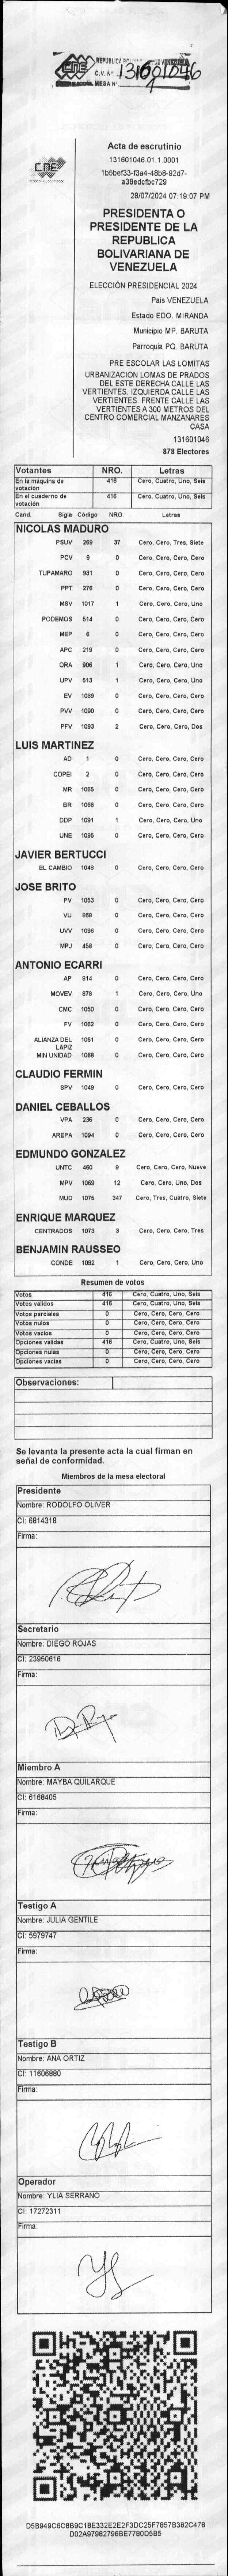 REPUBLICA
C.V. Nº 131601046
MESA Nº 1
CNE
Acta de escrutinio
131601046.01.1.0001
1b5bef33-f3a4-48b8-92d7-
a38edcfbc729
28/07/2024 07:19:07 PM
PRESIDENTA O
PRESIDENTE DE LA
REPUBLICA
BOLIVARIANA DE
VENEZUELA
ELECCIÓN PRESIDENCIAL 2024
Pais VENEZUELA
Estado EDO. MIRANDA
Municipio MP. BARUTA
Parroquia PQ. BARUTA
PRE ESCOLAR LAS LOMITAS
URBANIZACION LOMAS DE PRADOS
DEL ESTE DERECHA CALLE LAS
VERTIENTES. IZQUIERDA CALLE LAS
VERTIENTES. FRENTE CALLE LAS
VERTIENTES A 300 METROS DEL
CENTRO COMERCIAL MANZANARES
CASA
131601046
878 Electores
Votantes NRO. Letras
En la máquina de votación 416 Cero, Cuatro, Uno, Seis
En el cuaderno de votación 416 Cero, Cuatro, Uno, Seis
Cand. Sigla Código NRO. Letras
NICOLAS MADURO
PSUV 269 37 Cero, Cero, Tres, Siete
PCV 9 0 Cero, Cero, Cero, Cero
TUPAMARO 931 0 Cero, Cero, Cero, Cero
PPT 276 0 Cero, Cero, Cero, Cero
MSV 1017 1 Cero, Cero, Cero, Uno
PODEMOS 514 0 Cero, Cero, Cero, Cero
MEP 6 0 Cero, Cero, Cero, Cero
APC 219 0 Cero, Cero, Cero, Cero
ORA 906 1 Cero, Cero, Cero, Uno
UPV 513 1 Cero, Cero, Cero, Uno
EV 1089 0 Cero, Cero, Cero, Cero
PVV 1090 0 Cero, Cero, Cero, Cero
PFV 1093 2 Cero, Cero, Cero, Dos
LUIS MARTINEZ
AD 1 0 Cero, Cero, Cero, Cero
COPEI 2 0 Cero, Cero, Cero, Cero
MR 1065 0 Cero, Cero, Cero, Cero
BR 1066 0 Cero, Cero, Cero, Cero
DDP 1091 1 Cero, Cero, Cero, Uno
UNE 1095 0 Cero, Cero, Cero, Cero
JAVIER BERTUCCI
EL CAMBIO 1048 0 Cero, Cero, Cero, Cero
JOSE BRITO
PV 1053 0 Cero, Cero, Cero, Cero
VU 868 0 Cero, Cero, Cero, Cero
UVV 1096 0 Cero, Cero, Cero, Cero
MPJ 458 0 Cero, Cero, Cero, Cero
ANTONIO ECARRI
AP 814 0 Cero, Cero, Cero, Cero
MOVEV 878 1 Cero, Cero, Cero, Uno
CMC 1050 0 Cero, Cero, Cero, Cero
FV 1062 0 Cero, Cero, Cero, Cero
ALIANZA DEL LAPIZ 1051 0 Cero, Cero, Cero, Cero
MIN UNIDAD 1088 0 Cero, Cero, Cero, Cero
CLAUDIO FERMIN
SPV 1049 0 Cero, Cero, Cero, Cero
DANIEL CEBALLOS
VPA 236 0 Cero, Cero, Cero, Cero
AREPA 1094 0 Cero, Cero, Cero, Cero
EDMUNDO GONZALEZ
UNTC 460 9 Cero, Cero, Cero, Nueve
MPV 1069 12 Cero, Cero, Uno, Dos
MUD 1075 347 Cero, Tres, Cuatro, Siete
ENRIQUE MARQUEZ
CENTRADOS 1073 3 Cero, Cero, Cero, Tres
BENJAMIN RAUSSEO
CONDE 1092 1 Cero, Cero, Cero, Uno
Resumen de votos
Votos 416 Cero, Cuatro, Uno, Seis
Votos validos 416 Cero, Cuatro, Uno, Seis
Votos parciales 0 Cero, Cero, Cero, Cero
Votos nulos 0 Cero, Cero, Cero, Cero
Votos vacios 0 Cero, Cero, Cero, Cero
Opciones validas 416 Cero, Cuatro, Uno, Seis
Opciones nulas 0 Cero, Cero, Cero, Cero
Opciones vacias 0 Cero, Cero, Cero, Cero
Observaciones:
Se levanta la presente acta la cual firman en
señal de conformidad.
Miembros de la mesa electoral
Presidente
Nombre: RODOLFO OLIVER
CI: 6814318
Firma:
Secretario
Nombre: DIEGO ROJAS
CI: 23950616
Firma:
Miembro A
Nombre: MAYBA QUILARQUE
CI: 6168405
Firma:
Testigo A
Nombre: JULIA GENTILE
CI: 5979747
Firma:
Testigo B
Nombre: ANA ORTIZ
CI: 11606880
Firma:
Operador
Nombre: YLIA SERRANO
CI: 17272311
Firma:
D5B949C6C8B9C18E332E2E2F3DC25F7857B382C478
D02A97982796BE7780D5B5